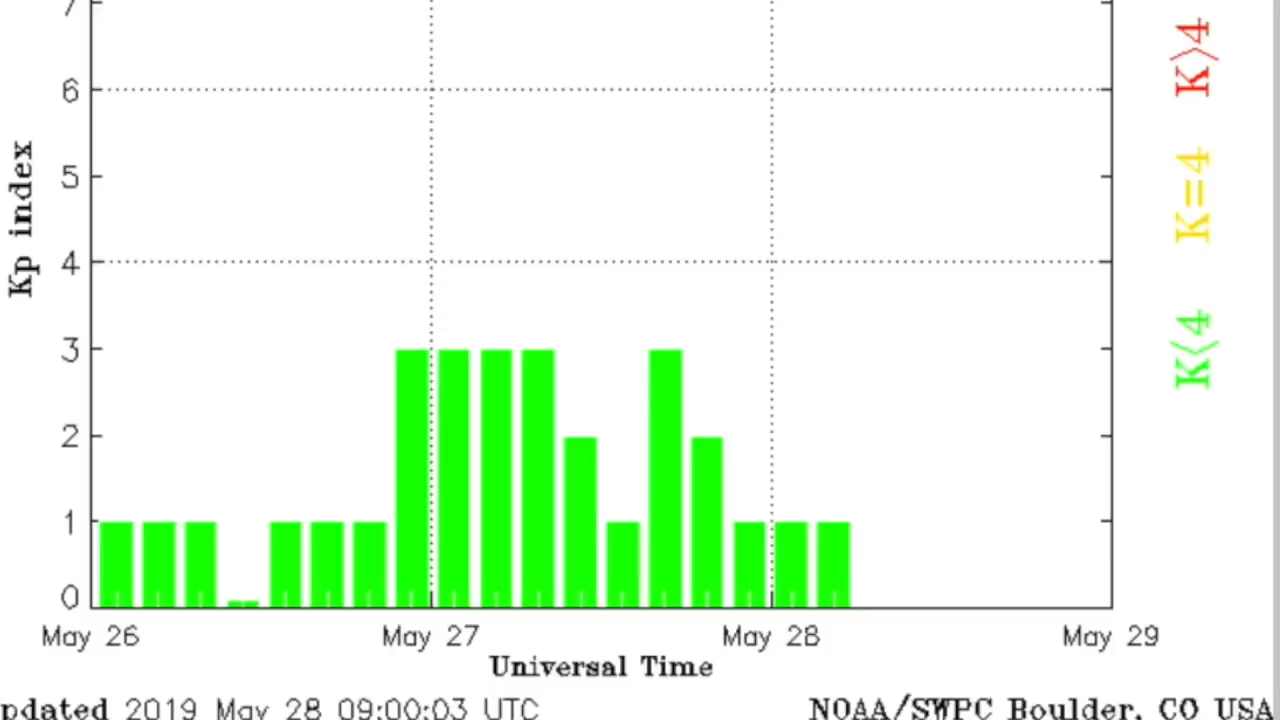 7
6
5
4
3
2
1
0
Kp index
May 26 May 27 May 28 May 29
Universal Time
pdated 2019 May 28 09:00:03 UTC
NOAA/SWPC Boulder, CO USA
K<4 K=4 K>4